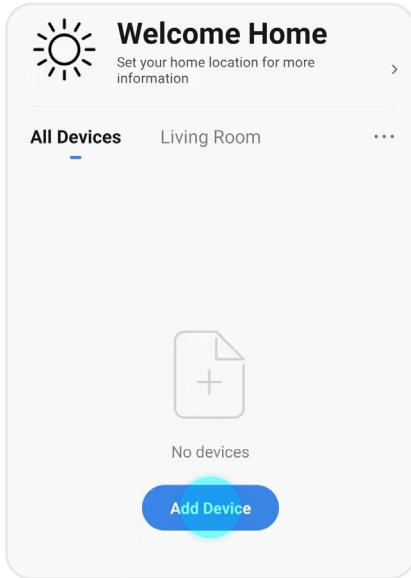 Welcome Home
Set your home location for more
information
All Devices
Living Room
No devices
Add Device